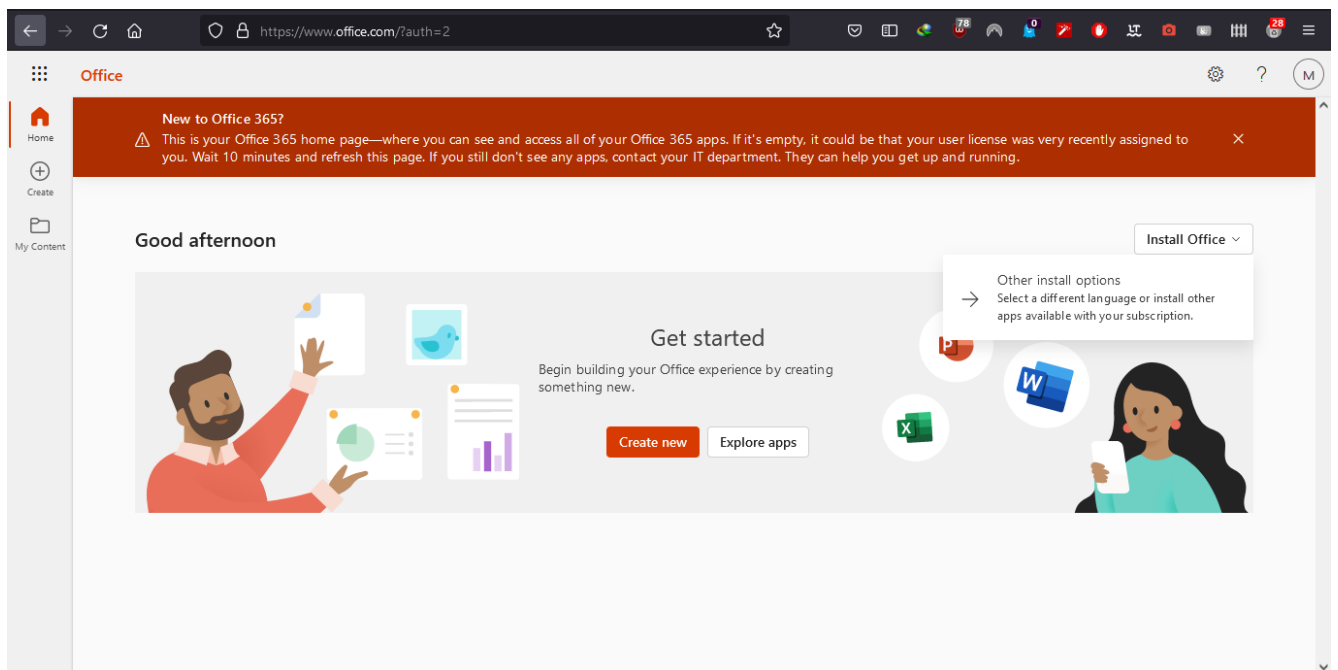 https://www.office.com/?auth=2
78
0
28
Office
M
Home
Create
My Content
New to Office 365?
This is your Office 365 home page—where you can see and access all of your Office 365 apps. If it's empty, it could be that your user license was very recently assigned to
you. Wait 10 minutes and refresh this page. If you still don't see any apps, contact your IT department. They can help you get up and running.
Good afternoon
Install Office
Other install options
Select a different language or install other
apps available with your subscription.
Get started
Begin building your Office experience by creating
something new.
Create new
Explore apps
P
W
X